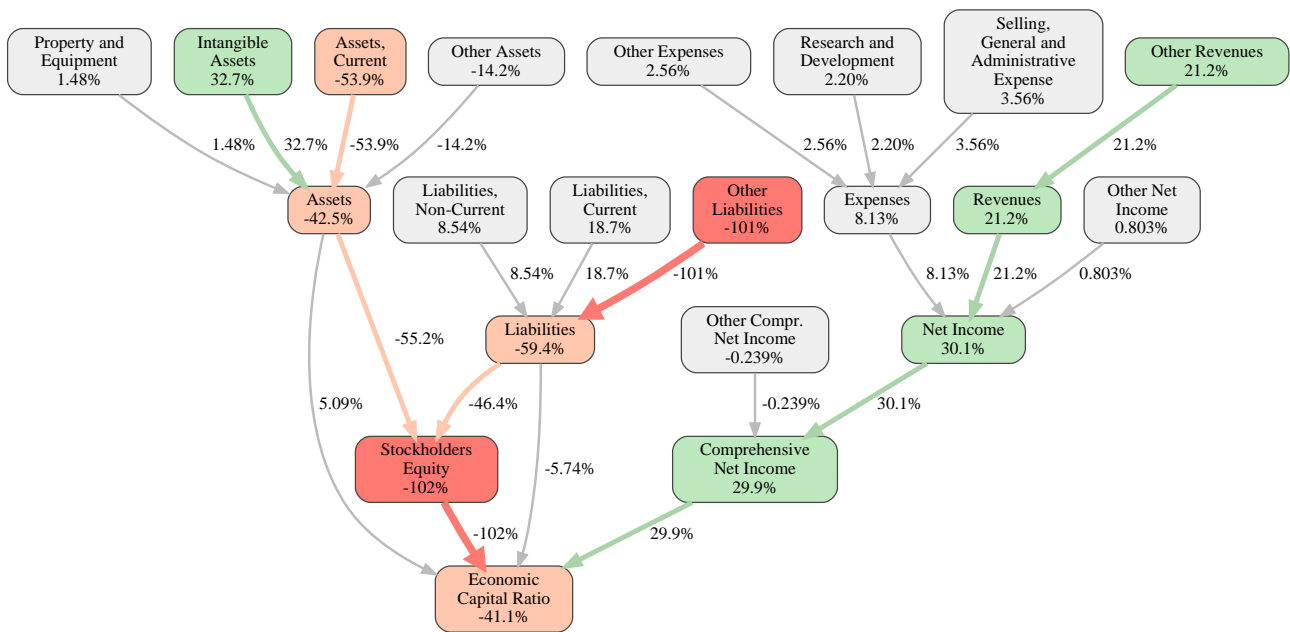 Property and
Equipment
1.48%
Intangible
Assets
32.7%
Assets,
Current
-53.9%
Other Assets
-14.2%
Other Expenses
2.56%
Research and
Development
2.20%
Selling,
General and
Administrative
Expense
3.56%
Other Revenues
21.2%
1.48%
32.7%
-53.9%
-14.2%
2.56%
2.20%
3.56%
21.2%
Assets
-42.5%
Liabilities,
Non-Current
8.54%
Liabilities,
Current
18.7%
Other
Liabilities
-101%
Expenses
8.13%
Revenues
21.2%
Other Net
Income
0.803%
8.54%
18.7%
-101%
8.13%
21.2%
0.803%
-55.2%
Liabilities
-59.4%
Other Compr.
Net Income
-0.239%
Net Income
30.1%
5.09%
-46.4%
-0.239%
30.1%
Stockholders
Equity
-102%
-5.74%
Comprehensive
Net Income
29.9%
-102%
29.9%
Economic
Capital Ratio
-41.1%